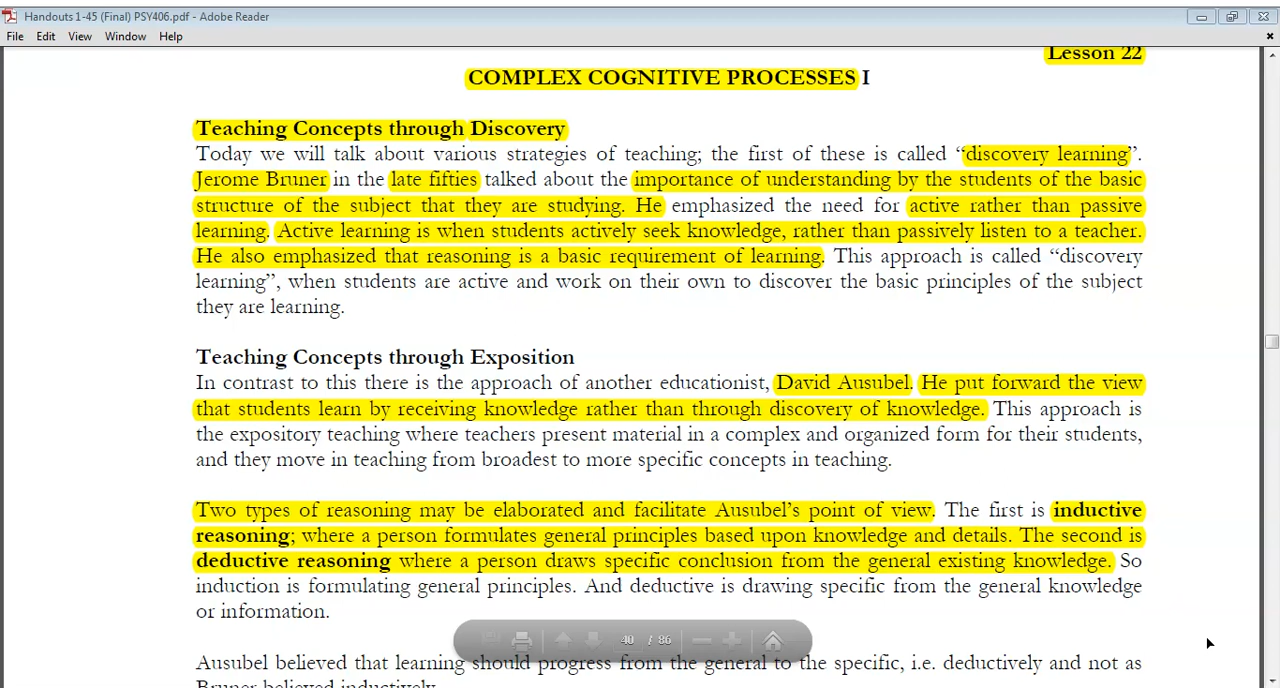 Handouts 1-45 (Final) PSY406.pdf - Adobe Reader
File Edit View Window Help
Lesson 22
COMPLEX COGNITIVE PROCESSES I
Teaching Concepts through Discovery
Today we will talk about various strategies of teaching; the first of these is called “discovery learning”.
Jerome Bruner in the late fifties talked about the importance of understanding by the students of the basic
structure of the subject that they are studying. He emphasized the need for active rather than passive
learning. Active learning is when students actively seek knowledge, rather than passively listen to a teacher.
He also emphasized that reasoning is a basic requirement of learning. This approach is called “discovery
learning”, when students are active and work on their own to discover the basic principles of the subject
they are learning.
Teaching Concepts through Exposition
In contrast to this there is the approach of another educationist, David Ausubel. He put forward the view
that students learn by receiving knowledge rather than through discovery of knowledge. This approach is
the expository teaching where teachers present material in a complex and organized form for their students,
and they move in teaching from broadest to more specific concepts in teaching.
Two types of reasoning may be elaborated and facilitate Ausubel’s point of view. The first is inductive
reasoning; where a person formulates general principles based upon knowledge and details. The second is
deductive reasoning where a person draws specific conclusion from the general existing knowledge. So
induction is formulating general principles. And deductive is drawing specific from the general knowledge
or information.
40 / 86
Ausubel believed that learning should progress from the general to the specific, i.e. deductively and not as
Bruner believed inductively.